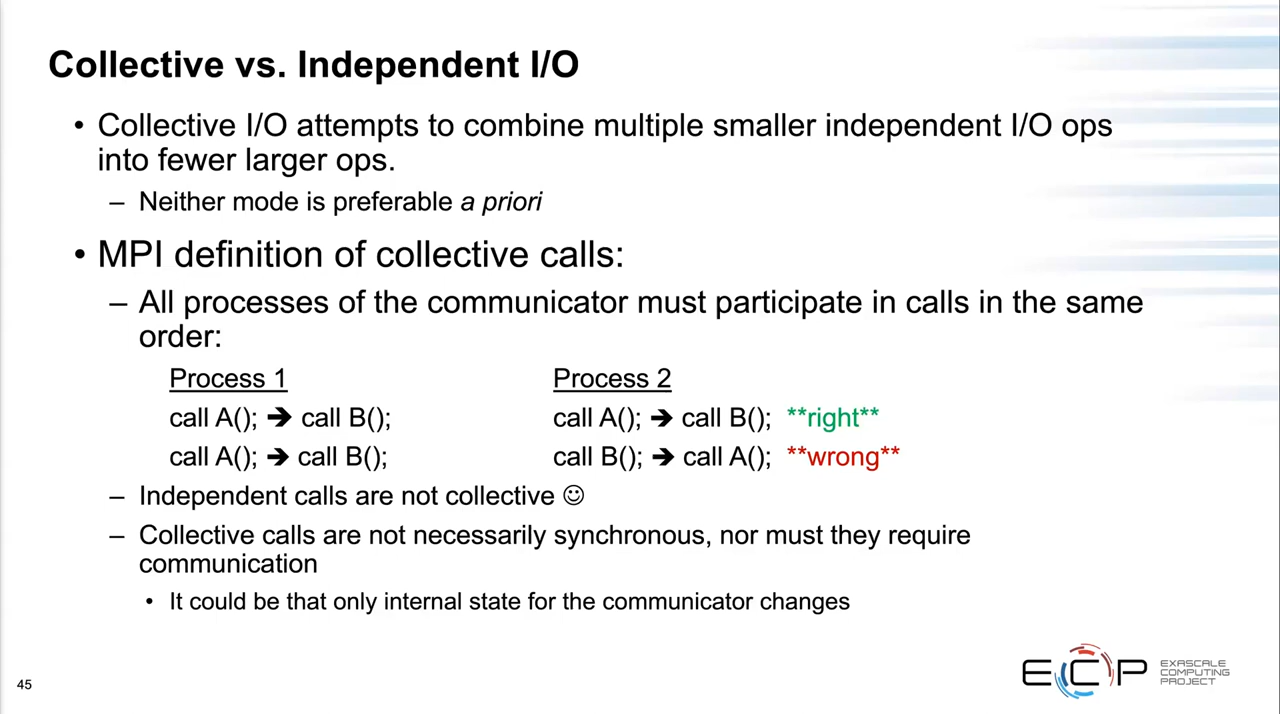 Collective vs. Independent I/O
• Collective I/O attempts to combine multiple smaller independent I/O ops
into fewer larger ops.
– Neither mode is preferable a priori
• MPI definition of collective calls:
– All processes of the communicator must participate in calls in the same
order:
Process 1 Process 2
call A(); ➔ call B(); call A(); ➔ call B(); **right**
call A(); ➔ call B(); call B(); ➔ call A(); **wrong**
– Independent calls are not collective ☺
– Collective calls are not necessarily synchronous, nor must they require
communication
• It could be that only internal state for the communicator changes
45
ECP
EXASCALE
COMPUTING
PROJECT